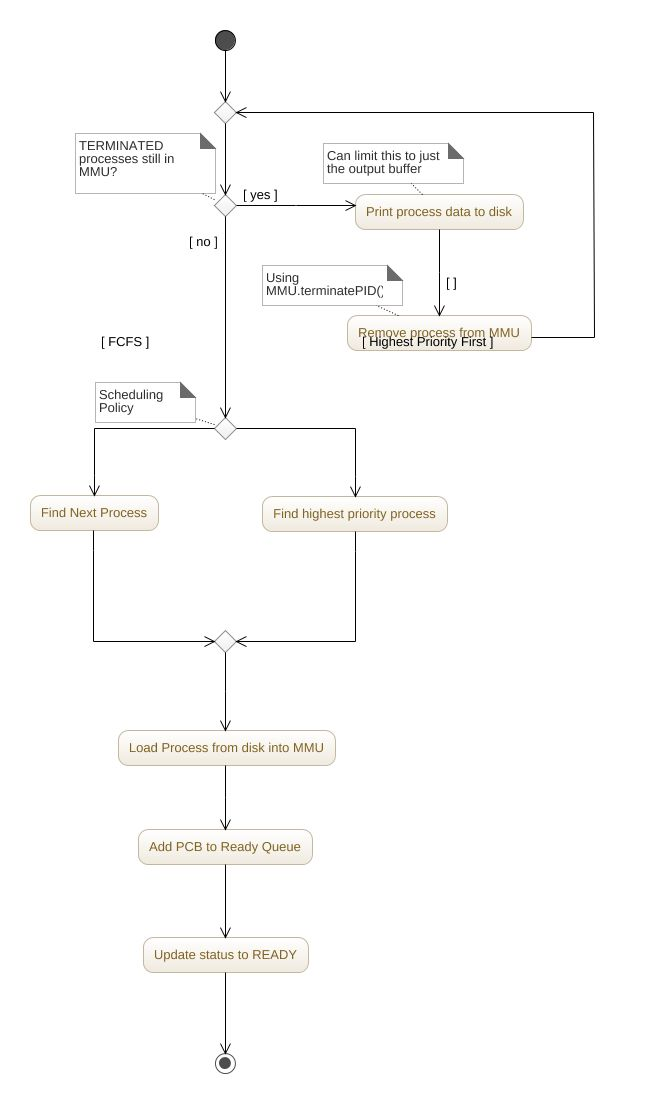 TERMINATED
processes still in
MMU?
Can limit this to just
the output buffer
[ yes ]
Print process data to disk
[ no ]
Using
MMU.terminatePID()
[ ]
Remove process from MMU
[ Highest Priority First ]
[ FCFS ]
Scheduling
Policy
Find Next Process
Find highest priority process
Load Process from disk into MMU
Add PCB to Ready Queue
Update status to READY